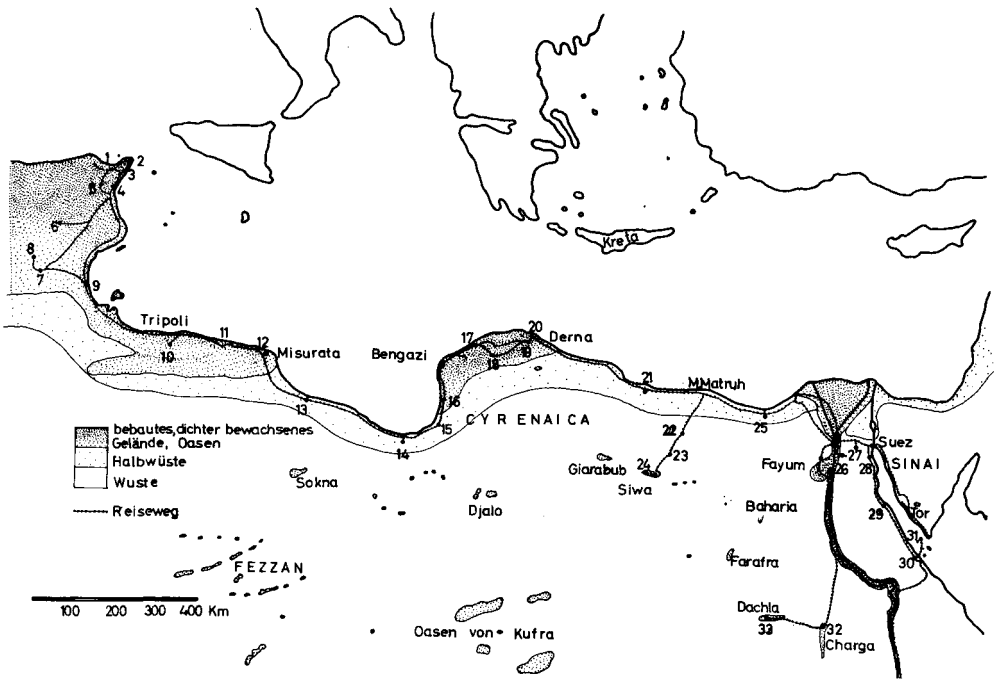 1
2
3
4
5
6
7
8
9
10
11
12
13
14
15
16
17
18
19
20
21
22
23
24
25
26
27
28
29
30
31
32
33
Kreta
Tripoli
Misurata
Bengazi
Derna
M Matruh
CYRENAICA
bebautes, dichter bewachsenes
Gelände, Oasen
Halbwüste
Wuste
Reiseweg
Sokna
Djalo
Giarabub
Siwa
Fayum
Suez
SINAI
Baharia
Tor
Farafra
FEZZAN
100 200 300 400 Km
Oasen von Kufra
Dachla
Charga